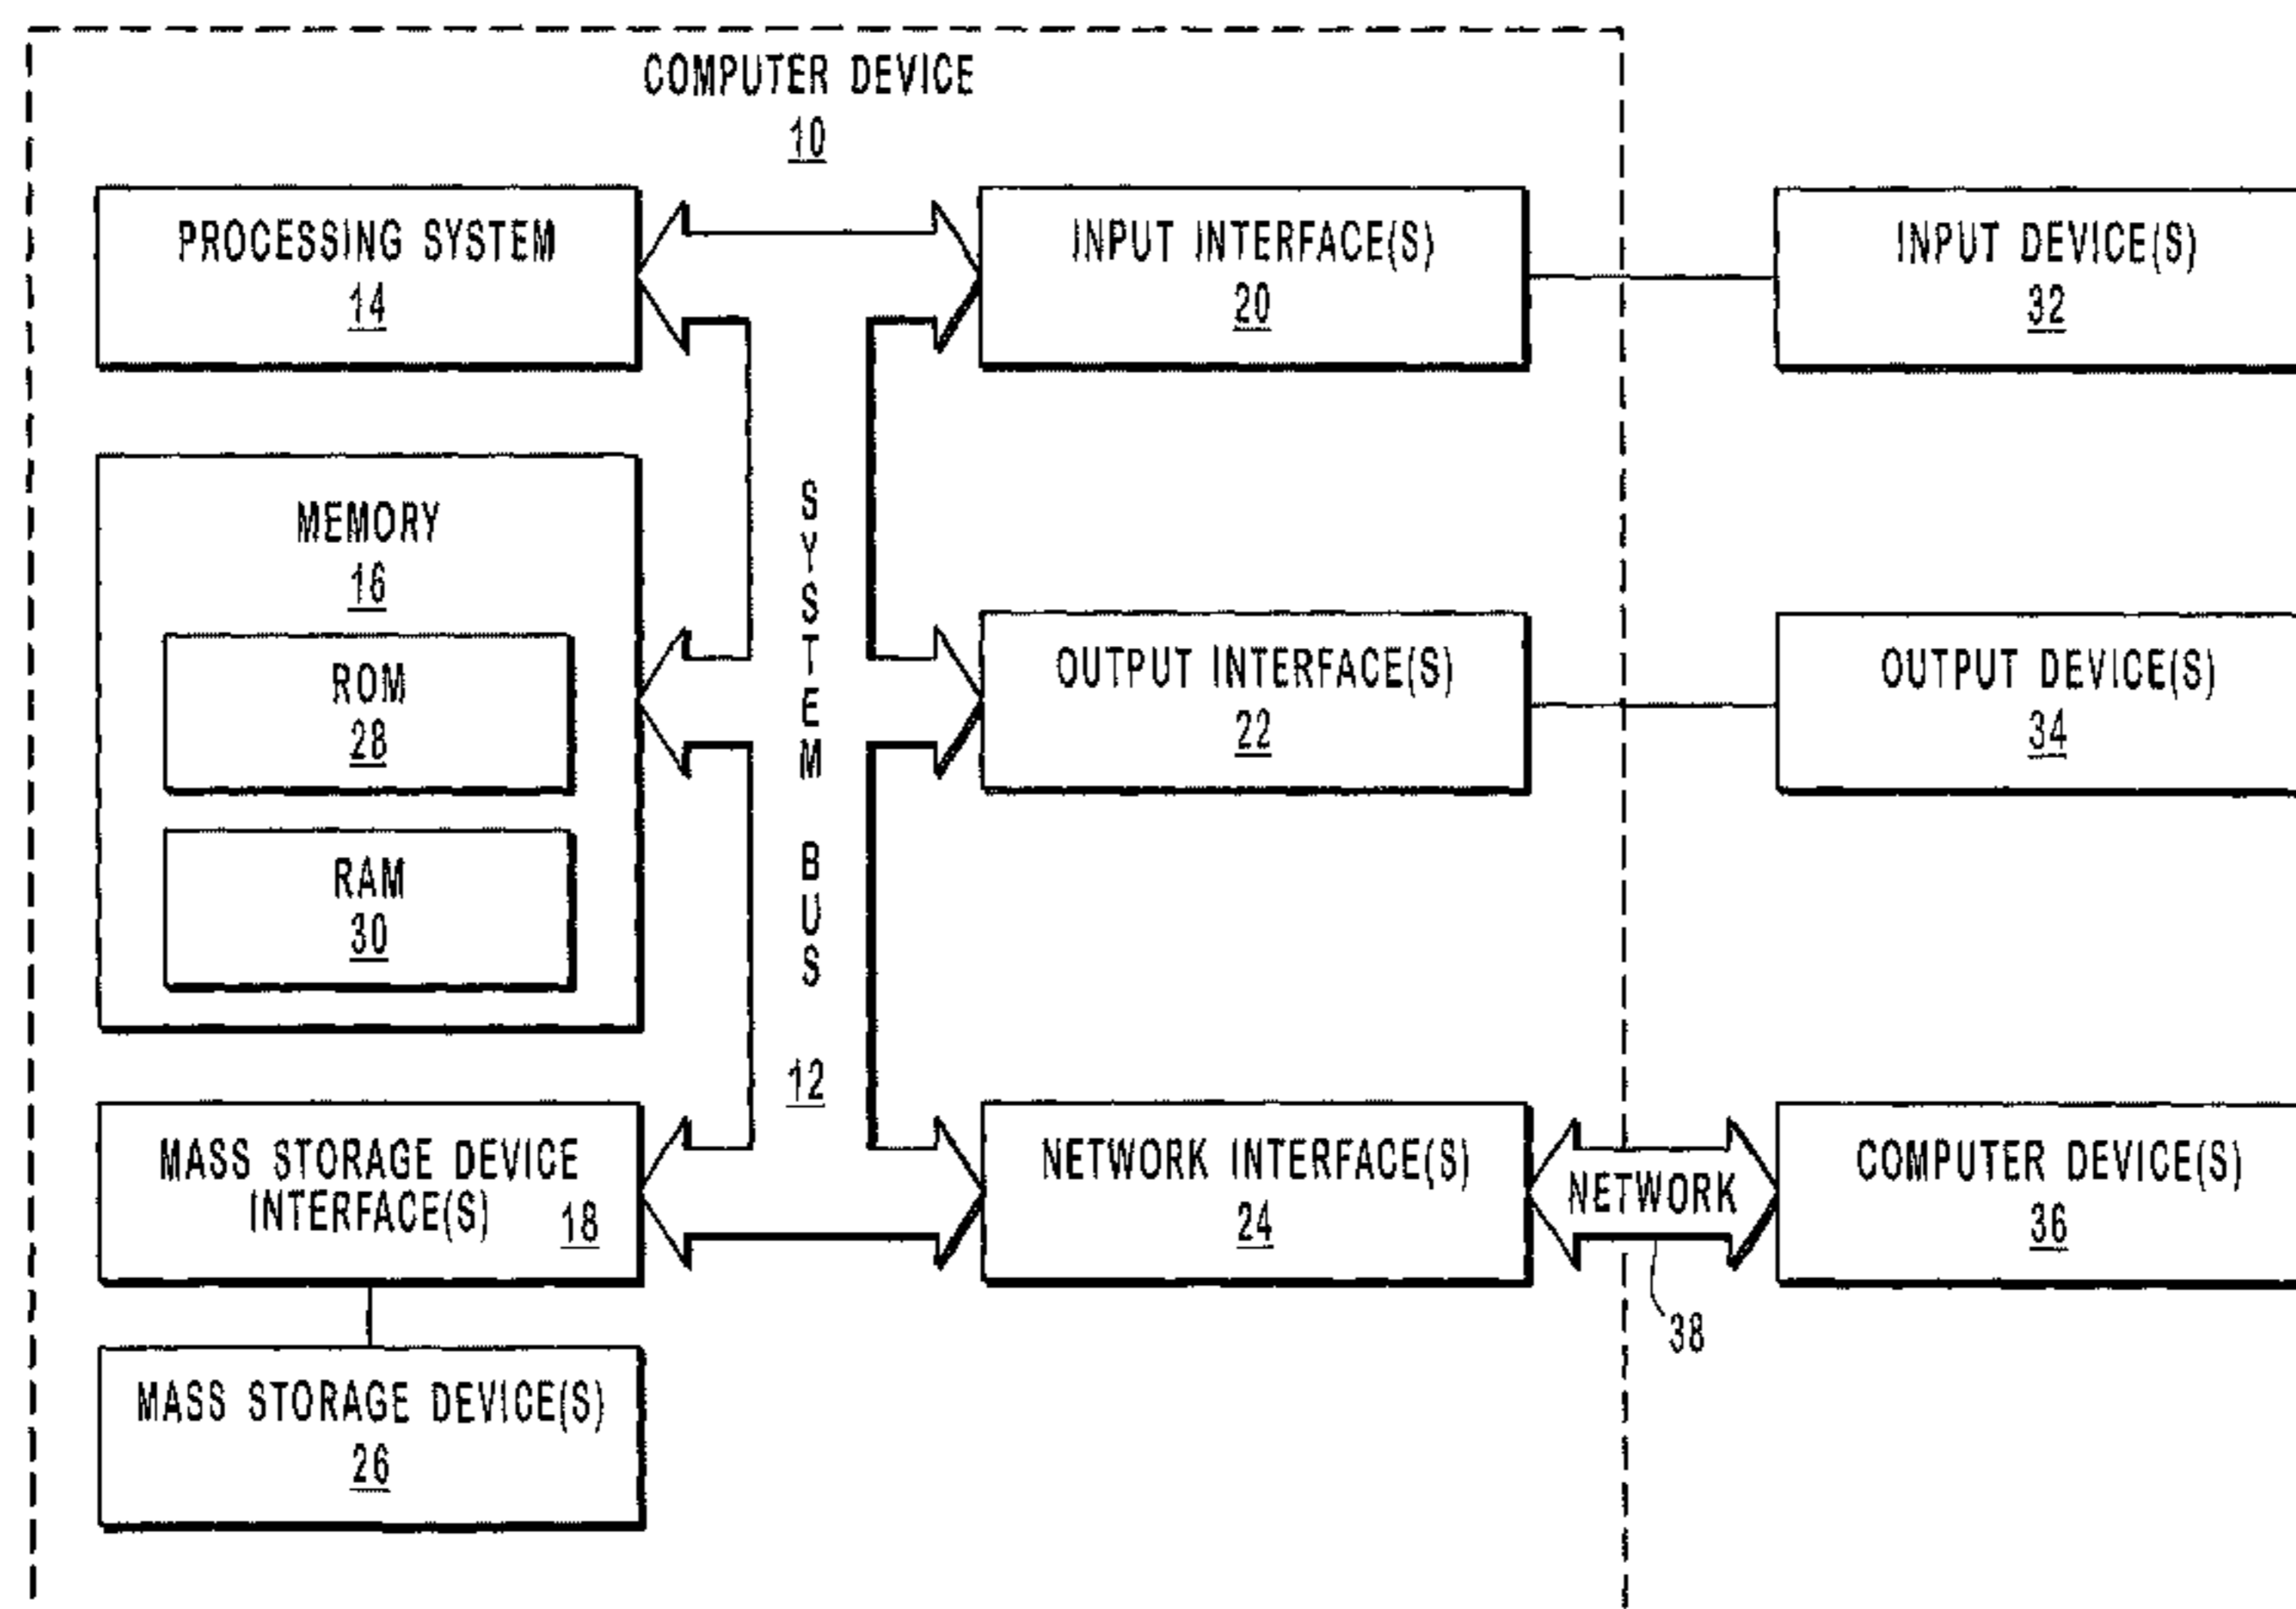 COMPUTER DEVICE
10
PROCESSING SYSTEM
14
INPUT INTERFACE(S)
20
INPUT DEVICE(S)
32
MEMORY
16
ROM
28
RAM
30
SYSTEM BUS
12
OUTPUT INTERFACE(S)
22
OUTPUT DEVICE(S)
34
MASS STORAGE DEVICE
INTERFACE(S) 18
NETWORK INTERFACE(S)
24
NETWORK
38
COMPUTER DEVICE(S)
36
MASS STORAGE DEVICE(S)
26